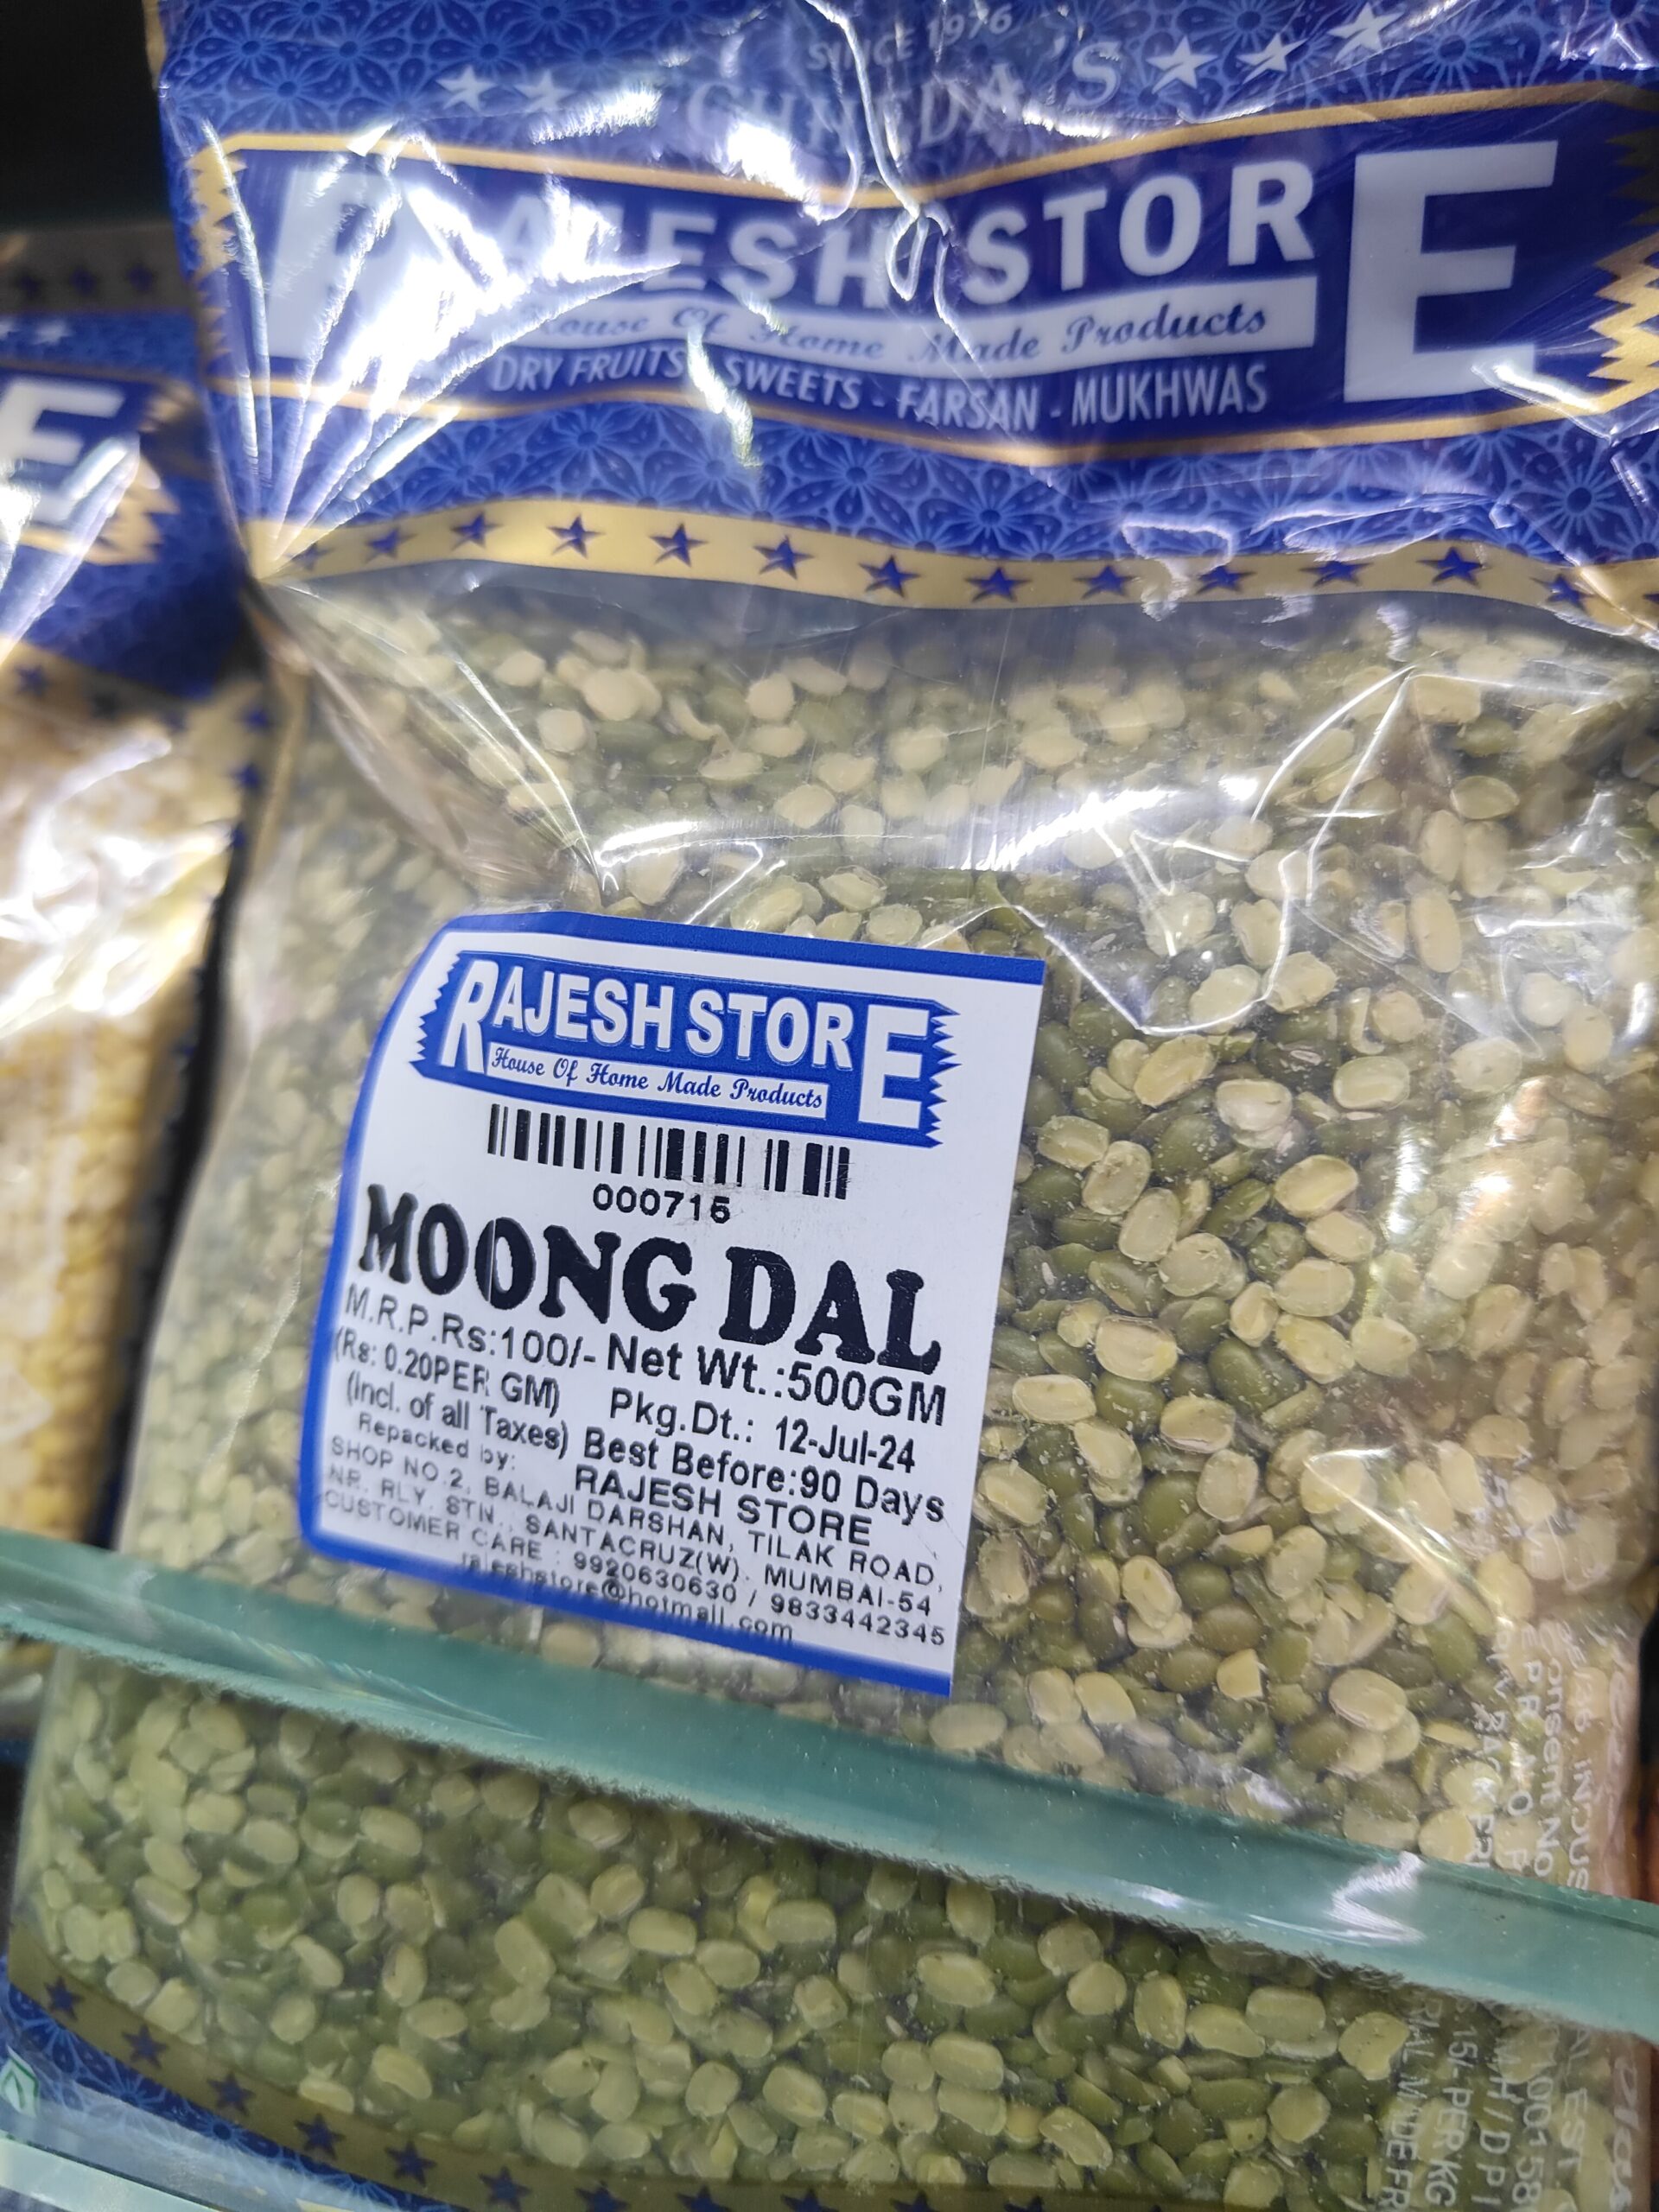 SINCE 1976
CHHEDA'S
RAJESH STORE
House Of Home Made Products
DRY FRUITS - SWEETS - FARSAN - MUKHWAS
E
RAJESH STORE
House Of Home Made Products
000715
MOONG DAL
M.R.P.Rs:100/- Net Wt.:500GM
(Rs: 0.20PER GM) Pkg.Dt.: 12-Jul-24
(Incl. of all Taxes) Best Before:90 Days
Repacked by: RAJESH STORE
SHOP NO.2, BALAJI DARSHAN, TILAK ROAD,
NR. RLY. STN., SANTACRUZ(W). MUMBAI-54
CUSTOMER CARE : 9920630630 / 9833442345
rajeshstore@hotmail.com